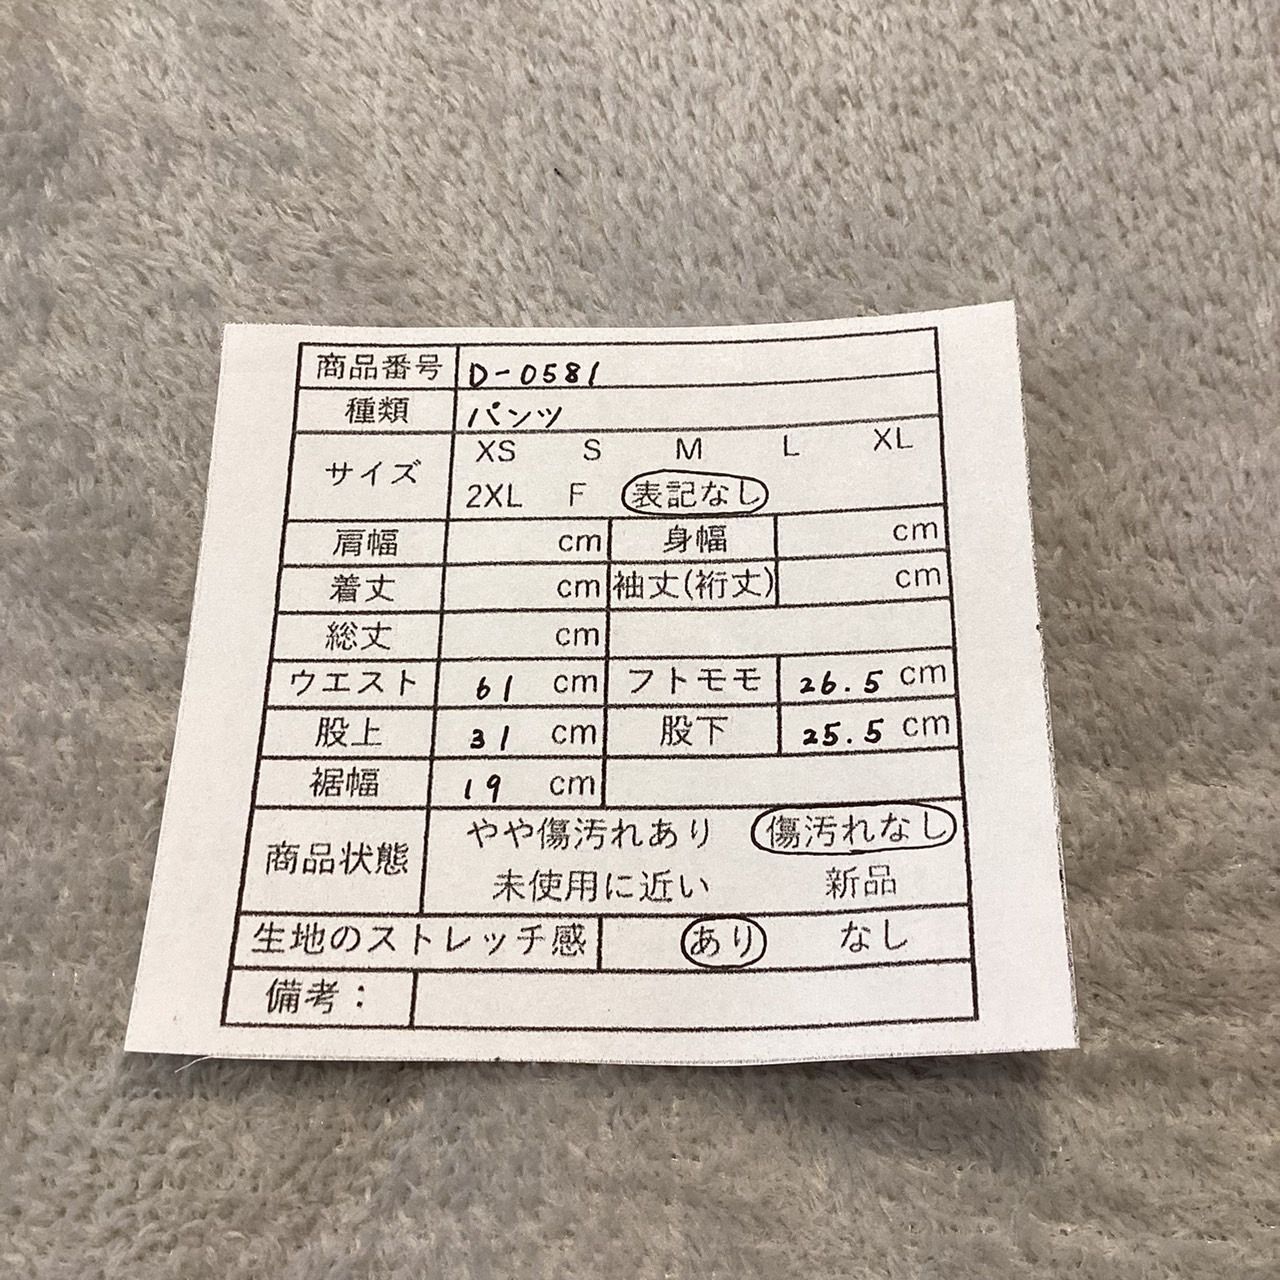 商品番号 D-0581
種類 パンツ
サイズ XS S M L XL
2XL F 表記なし
肩幅 cm 身幅 cm
着丈 cm 袖丈(裄丈) cm
総丈 cm
ウエスト 61 cm フトモモ 26.5 cm
股上 31 cm 股下 25.5 cm
裾幅 19 cm
商品状態 やや傷汚れあり 傷汚れなし
未使用に近い 新品
生地のストレッチ感 あり なし
備考：